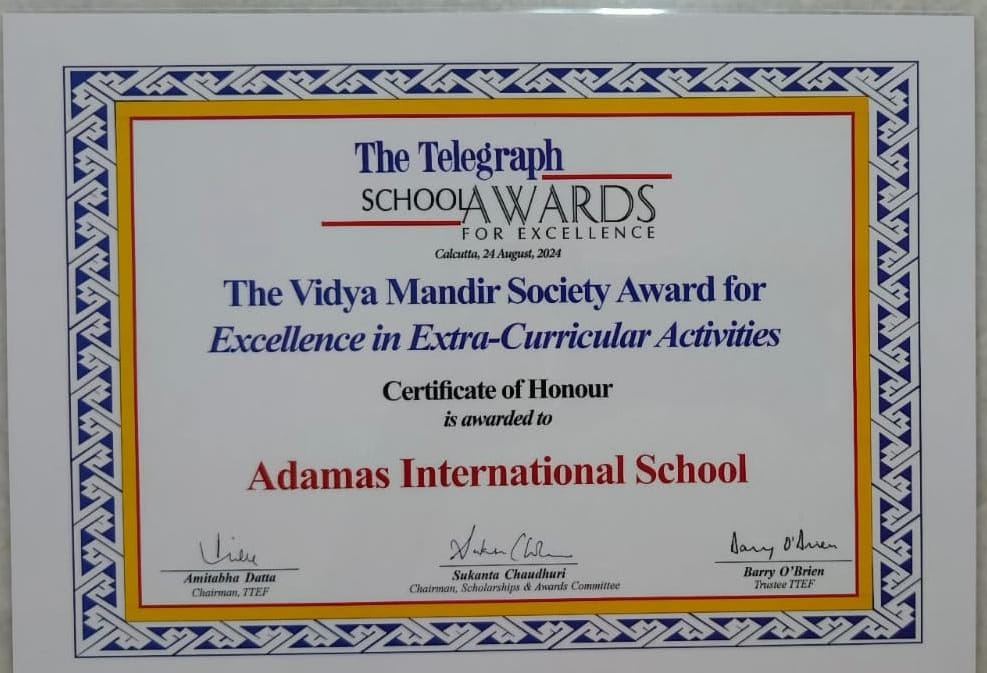 The Telegraph
SCHOOL AWARDS
FOR EXCELLENCE
Calcutta, 24 August, 2024
The Vidya Mandir Society Award for
Excellence in Extra-Curricular Activities
Certificate of Honour
is awarded to
Adamas International School
Amitabha Datta
Chairman, TTEF
Sukanta Chaudhuri
Chairman, Scholarships & Awards Committee
Barry O'Brien
Barry O'Brien
Trustee TTEF